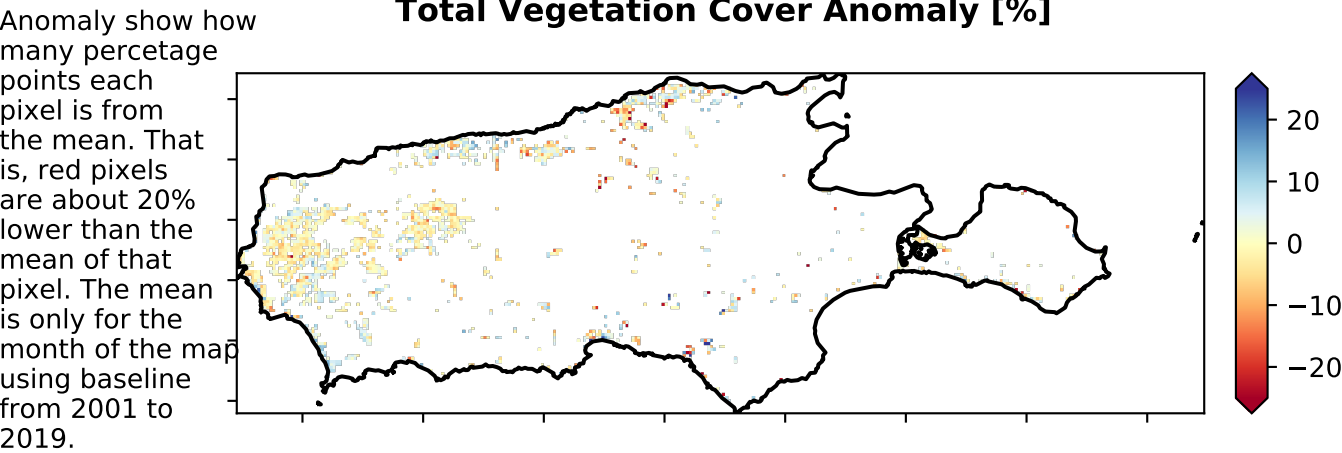 Total Vegetation Cover Anomaly [%]
Anomaly show how
many percetage
points each
pixel is from
the mean. That
is, red pixels
are about 20%
lower than the
mean of that
pixel. The mean
is only for the
month of the map
using baseline
from 2001 to
2019.
20
10
0
−10
−20